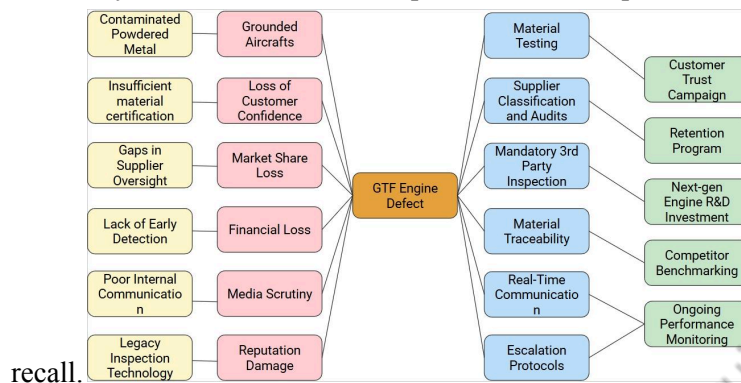 Contaminated
Powdered
Metal
Grounded
Aircrafts
Material
Testing
Customer
Trust
Campaign
Insufficient
material
certification
Loss of
Customer
Confidence
Supplier
Classification
and Audits
Retention
Program
Gaps in
Supplier
Oversight
Market Share
Loss
GTF Engine
Defect
Mandatory 3rd
Party
Inspection
Next-gen
Engine R&D
Investment
Lack of Early
Detection
Financial Loss
Material
Traceability
Competitor
Benchmarking
Poor Internal
Communicatio
n
Media Scrutiny
Real-Time
Communicatio
n
Ongoing
Performance
Monitoring
Legacy
Inspection
Technology
Reputation
Damage
Escalation
Protocols
recall.